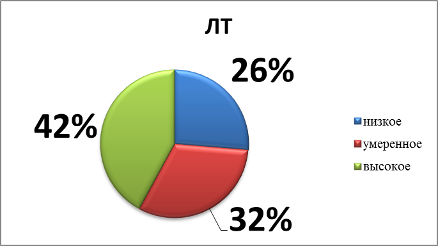 ЛТ
26%
42%
32%
низкое
умеренное
высокое